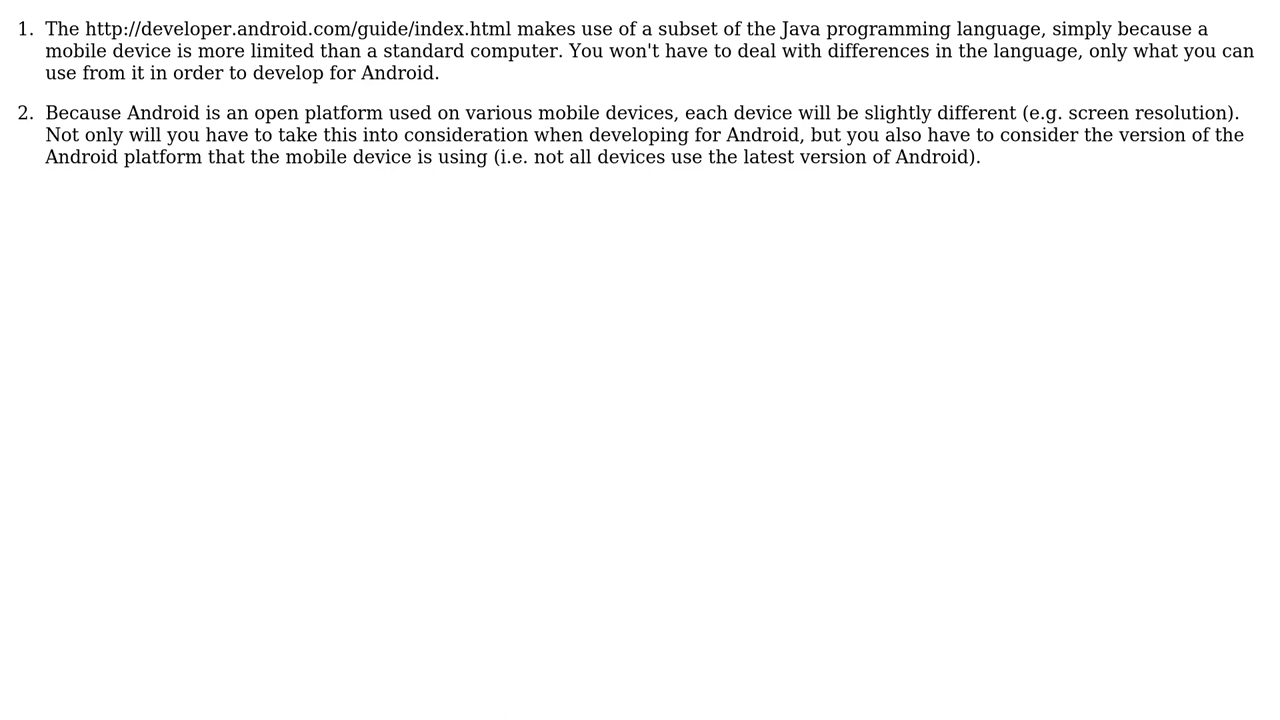 1. The http://developer.android.com/guide/index.html makes use of a subset of the Java programming language, simply because a
mobile device is more limited than a standard computer. You won't have to deal with differences in the language, only what you can
use from it in order to develop for Android.
2. Because Android is an open platform used on various mobile devices, each device will be slightly different (e.g. screen resolution).
Not only will you have to take this into consideration when developing for Android, but you also have to consider the version of the
Android platform that the mobile device is using (i.e. not all devices use the latest version of Android).